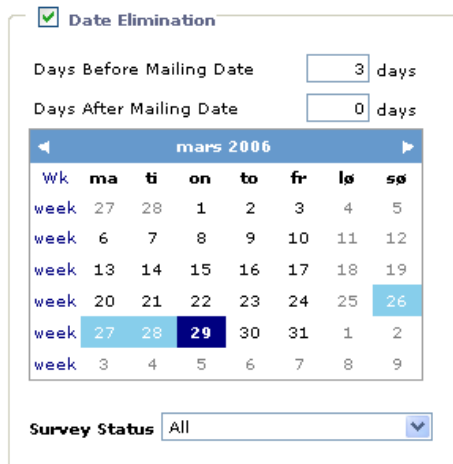 Date Elimination
Days Before Mailing Date 3 days
Days After Mailing Date 0 days
mars 2006
Wk ma ti on to fr lø sø
week 27 28 1 2 3 4 5
week 6 7 8 9 10 11 12
week 13 14 15 16 17 18 19
week 20 21 22 23 24 25 26
week 27 28 29 30 31 1 2
week 3 4 5 6 7 8 9
Survey Status All